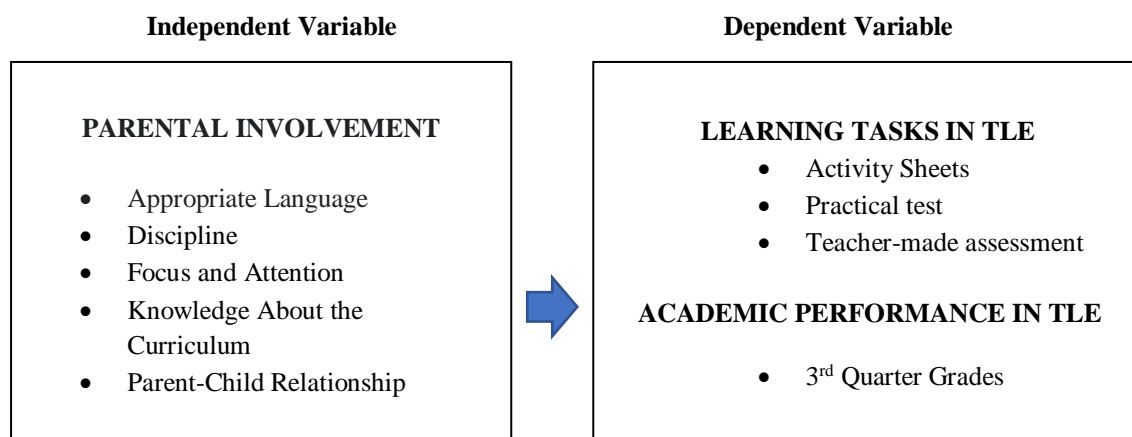 Independent Variable
Dependent Variable
PARENTAL INVOLVEMENT
• Appropriate Language
• Discipline
• Focus and Attention
• Knowledge About the
Curriculum
• Parent-Child Relationship
LEARNING TASKS IN TLE
• Activity Sheets
• Practical test
• Teacher-made assessment
ACADEMIC PERFORMANCE IN TLE
• 3rd Quarter Grades